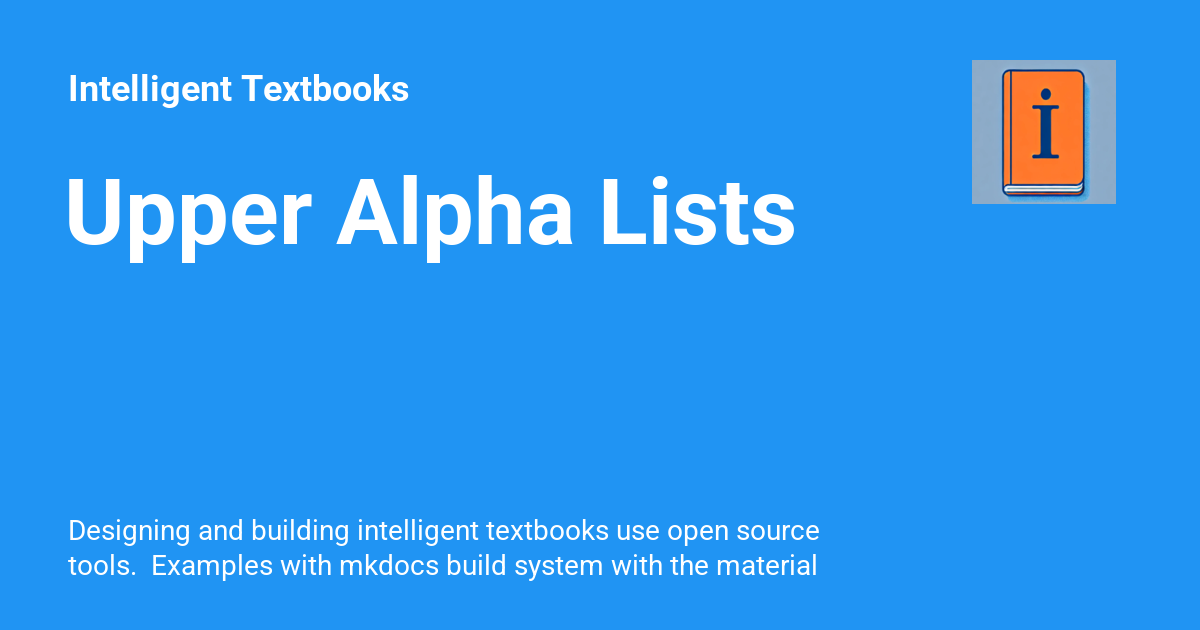 Intelligent Textbooks
i
Upper Alpha Lists
Designing and building intelligent textbooks use open source
tools.  Examples with mkdocs build system with the material